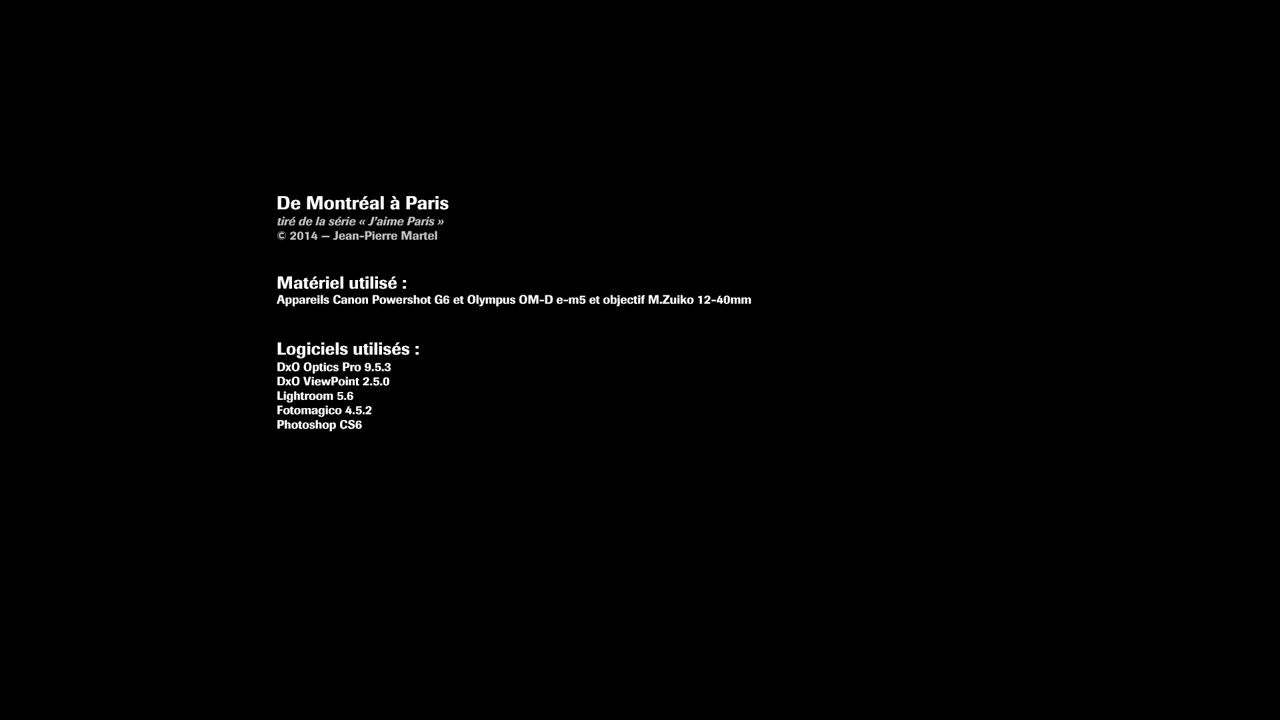 De Montréal à Paris
tiré de la série « J'aime Paris »
© 2014 — Jean-Pierre Martel
Matériel utilisé :
Appareils Canon Powershot G6 et Olympus OM-D e-m5 et objectif M.Zuiko 12-40mm
Logiciels utilisés :
DxO Optics Pro 9.5.3
DxO ViewPoint 2.5.0
Lightroom 5.6
Fotomagico 4.5.2
Photoshop CS6